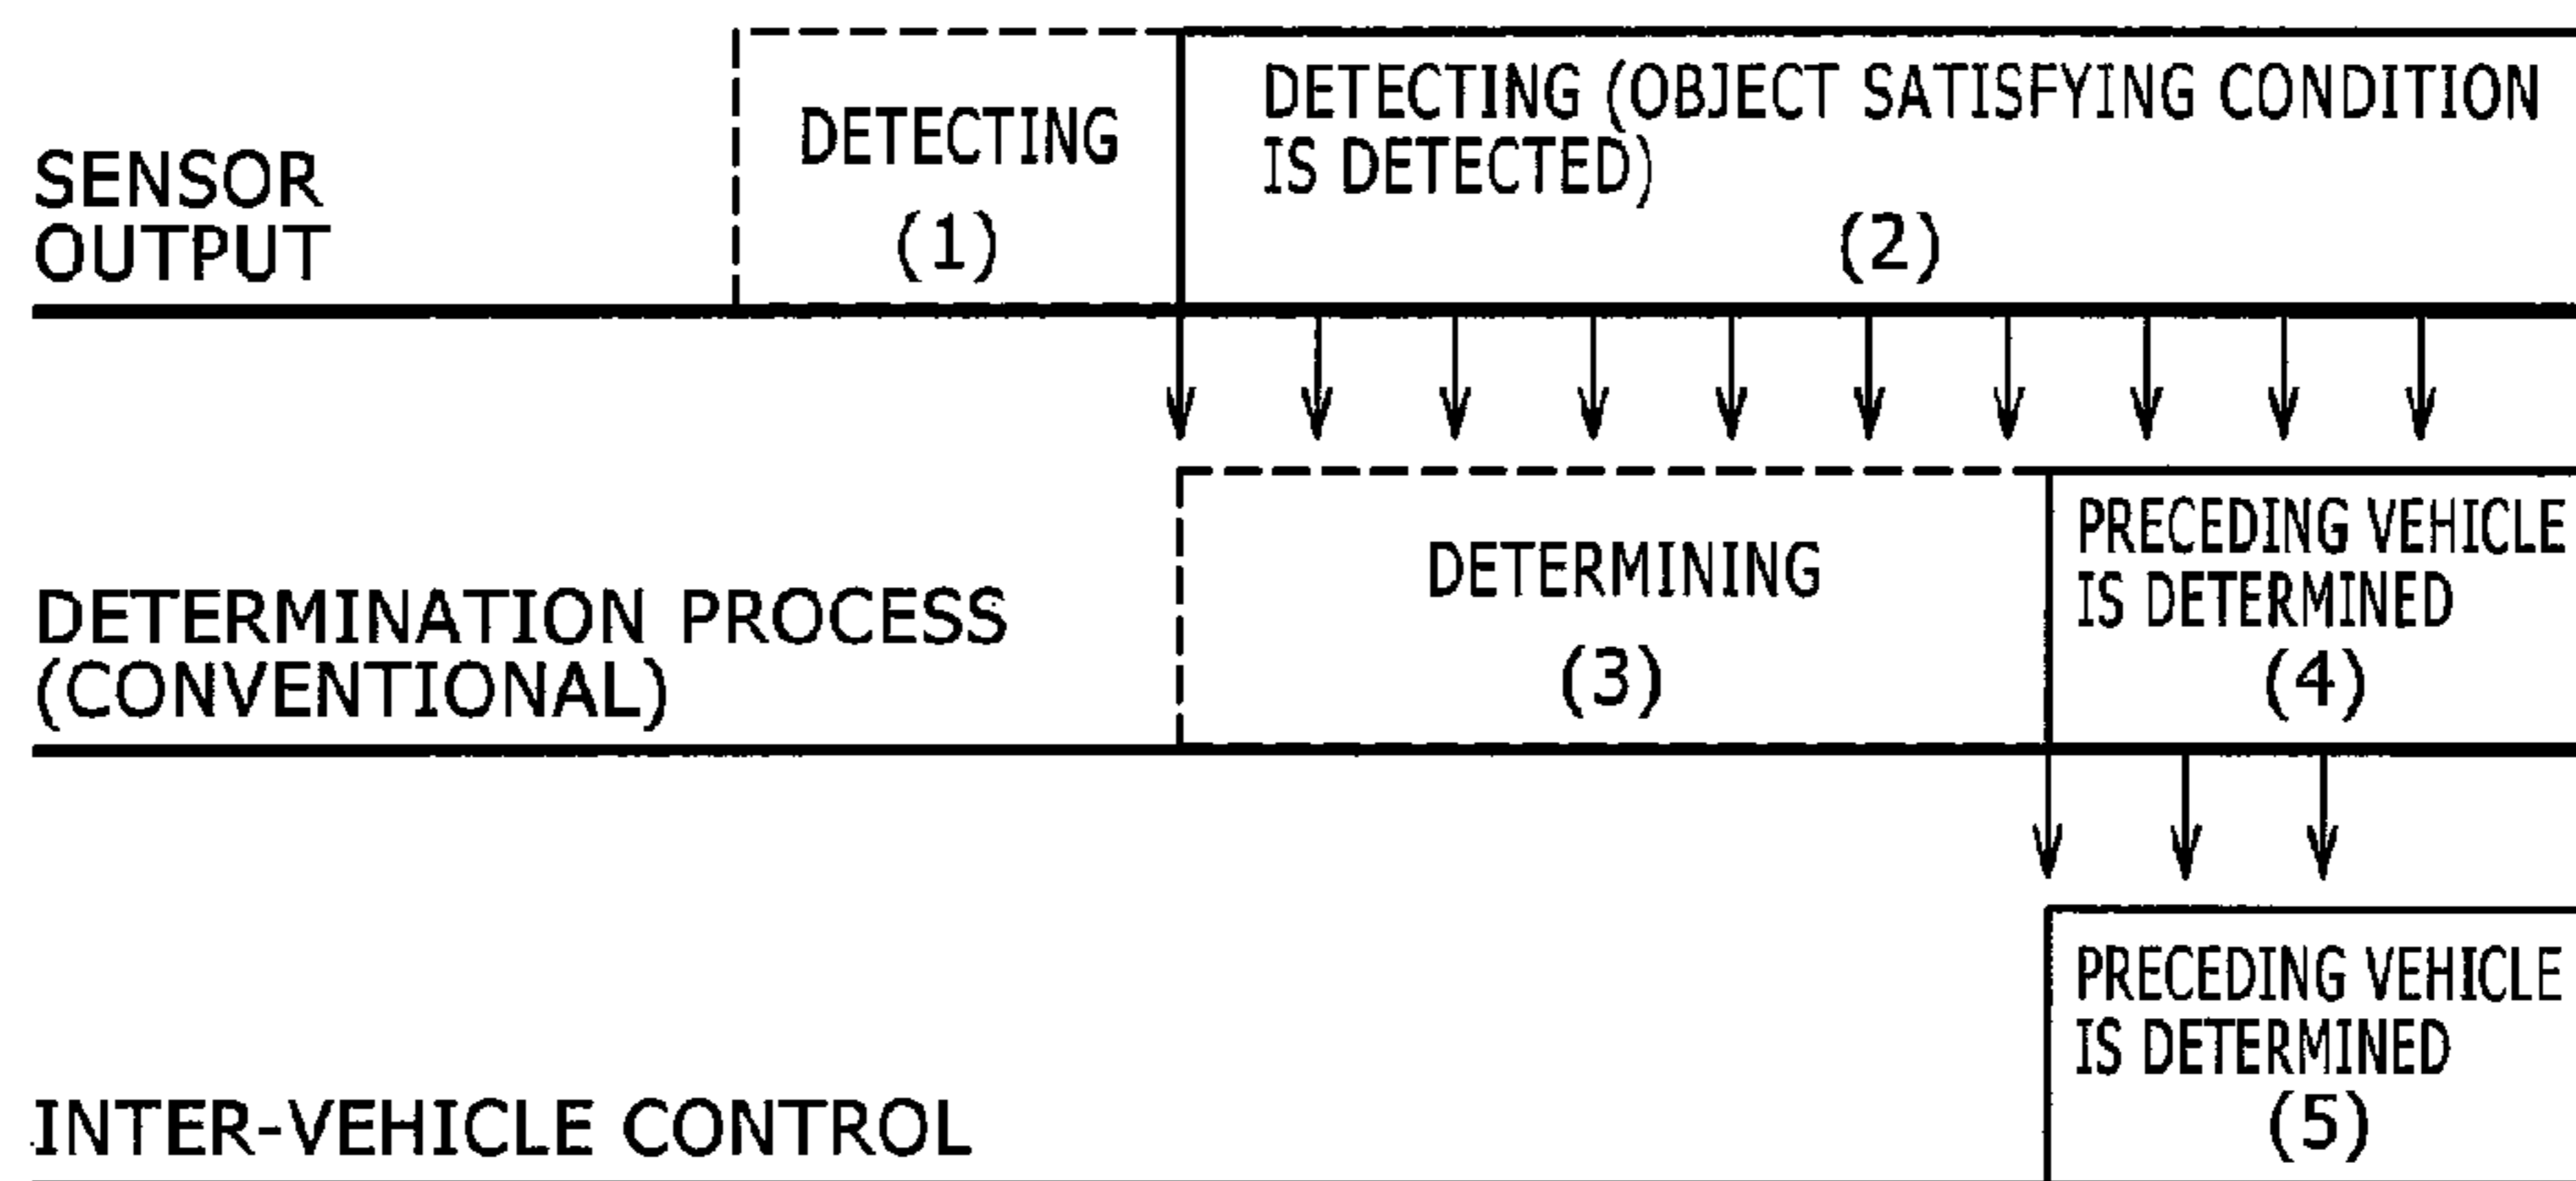 SENSOR
OUTPUT
DETECTING
(1)
DETECTING (OBJECT SATISFYING CONDITION
IS DETECTED)
(2)
DETERMINATION PROCESS
(CONVENTIONAL)
DETERMINING
(3)
PRECEDING VEHICLE
IS DETERMINED
(4)
INTER-VEHICLE CONTROL
PRECEDING VEHICLE
IS DETERMINED
(5)